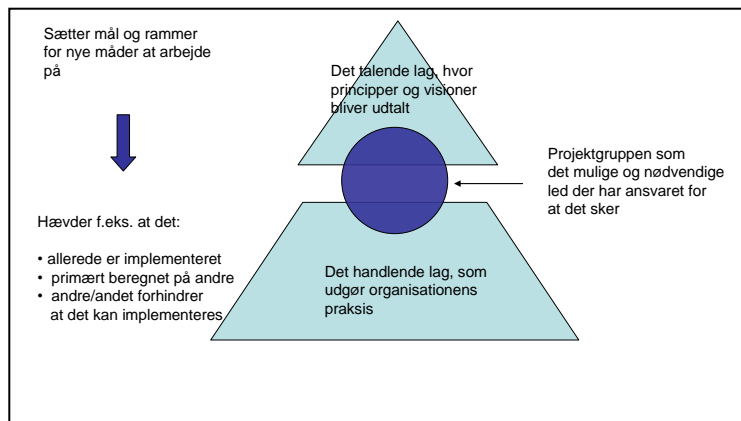 Sætter mål og rammer
for nye måder at arbejde
på
Det talende lag, hvor
principper og visioner
bliver udtalt
Projektgruppen som
det mulige og nødvendige
led der har ansvaret for
at det sker
Hævder f.eks. at det:
• allerede er implementeret
• primært beregnet på andre
• andre/andet forhindrer
at det kan implementeres
Det handlende lag, som
udgør organisationens
praksis